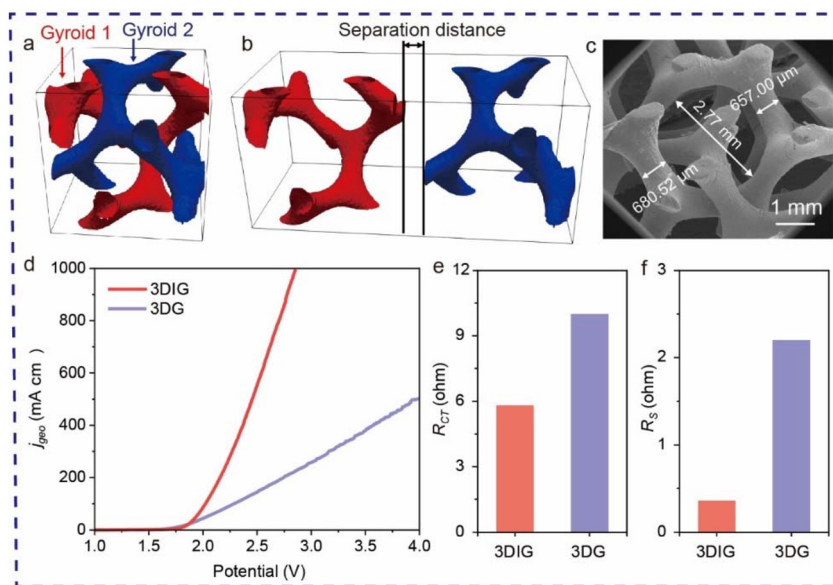 a
Gyroid 1
Gyroid 2
b
Separation distance
c
657.00 µm
2.77 mm
680.52 µm
1 mm
d
1000
800
600
400
200
0
j_geo (mA cm⁻)
3DIG
3DG
1.0
1.5
2.0
2.5
3.0
3.5
4.0
Potential (V)
e
12
9
6
3
0
R_CT (ohm)
3DIG
3DG
f
3
2
1
0
R_S (ohm)
3DIG
3DG